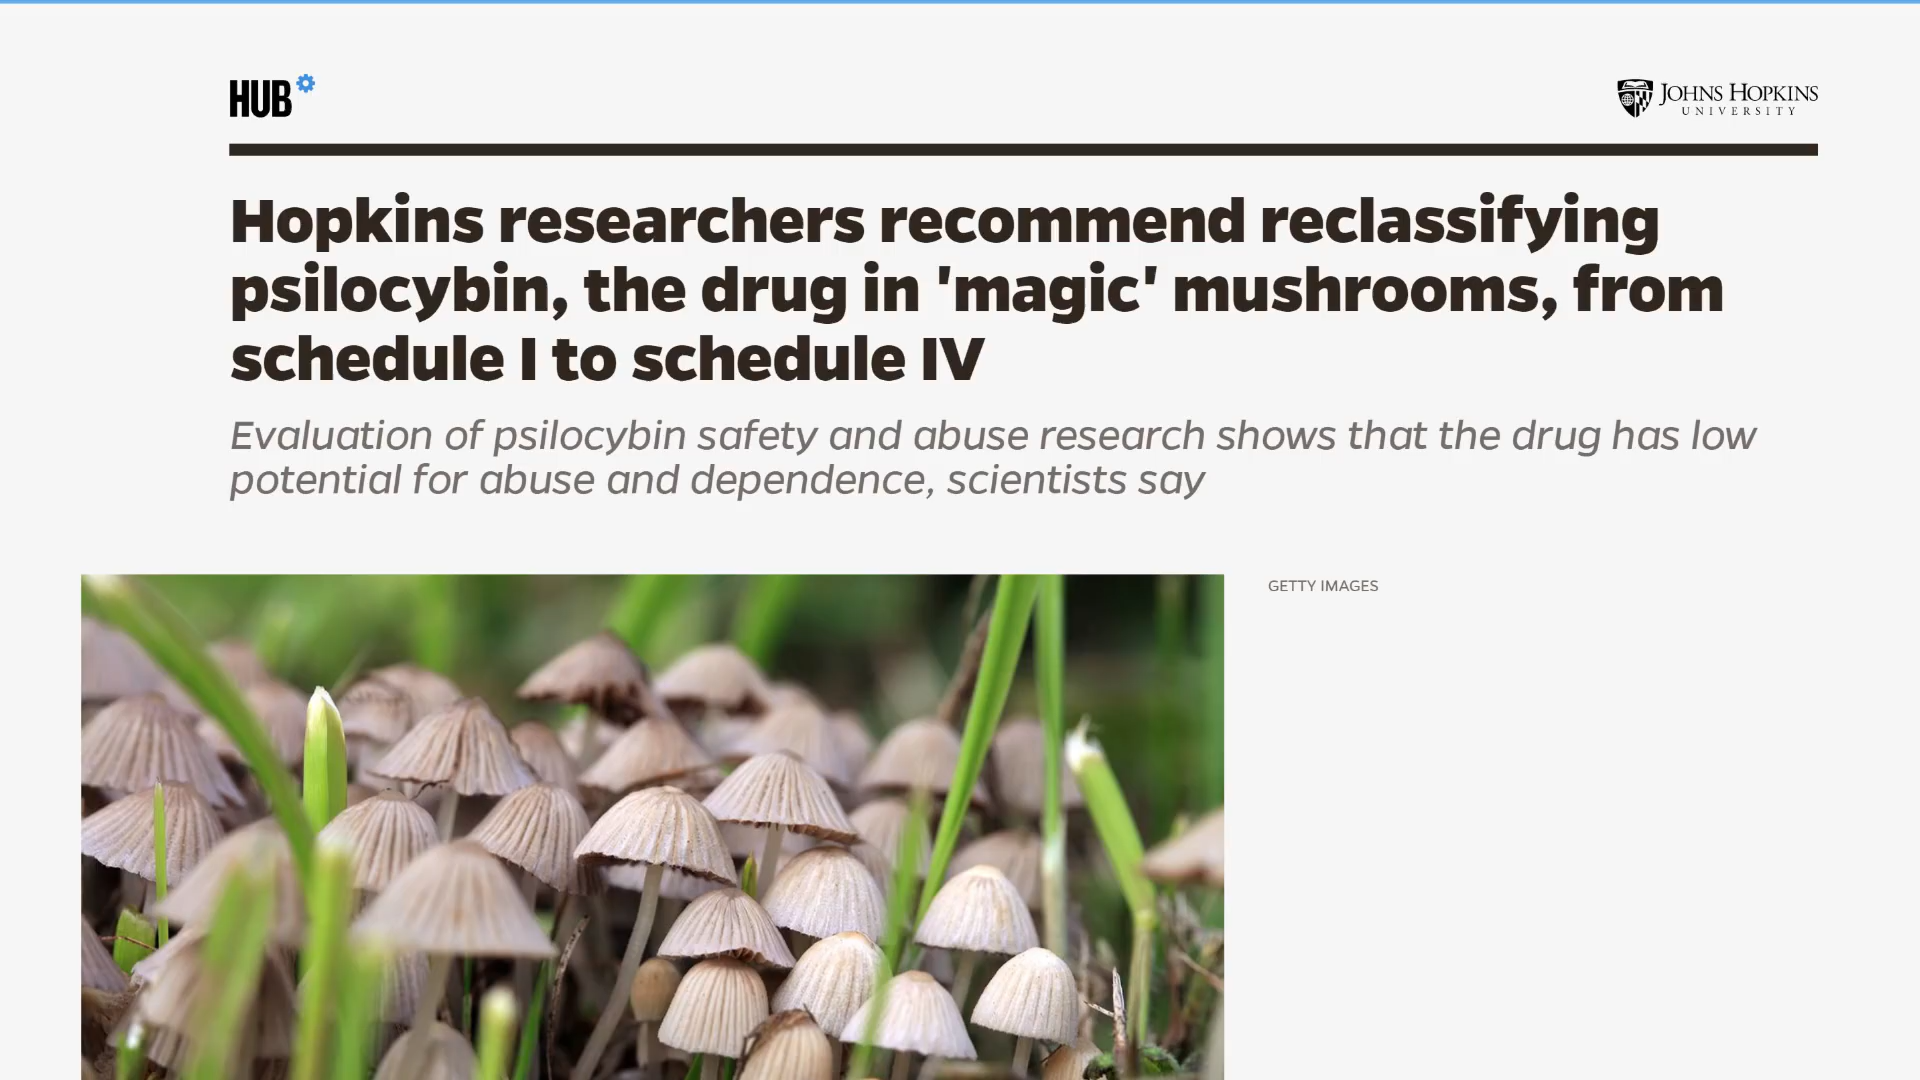 HUB
JOHNS HOPKINS
UNIVERSITY
Hopkins researchers recommend reclassifying
psilocybin, the drug in 'magic' mushrooms, from
schedule I to schedule IV
Evaluation of psilocybin safety and abuse research shows that the drug has low
potential for abuse and dependence, scientists say
GETTY IMAGES